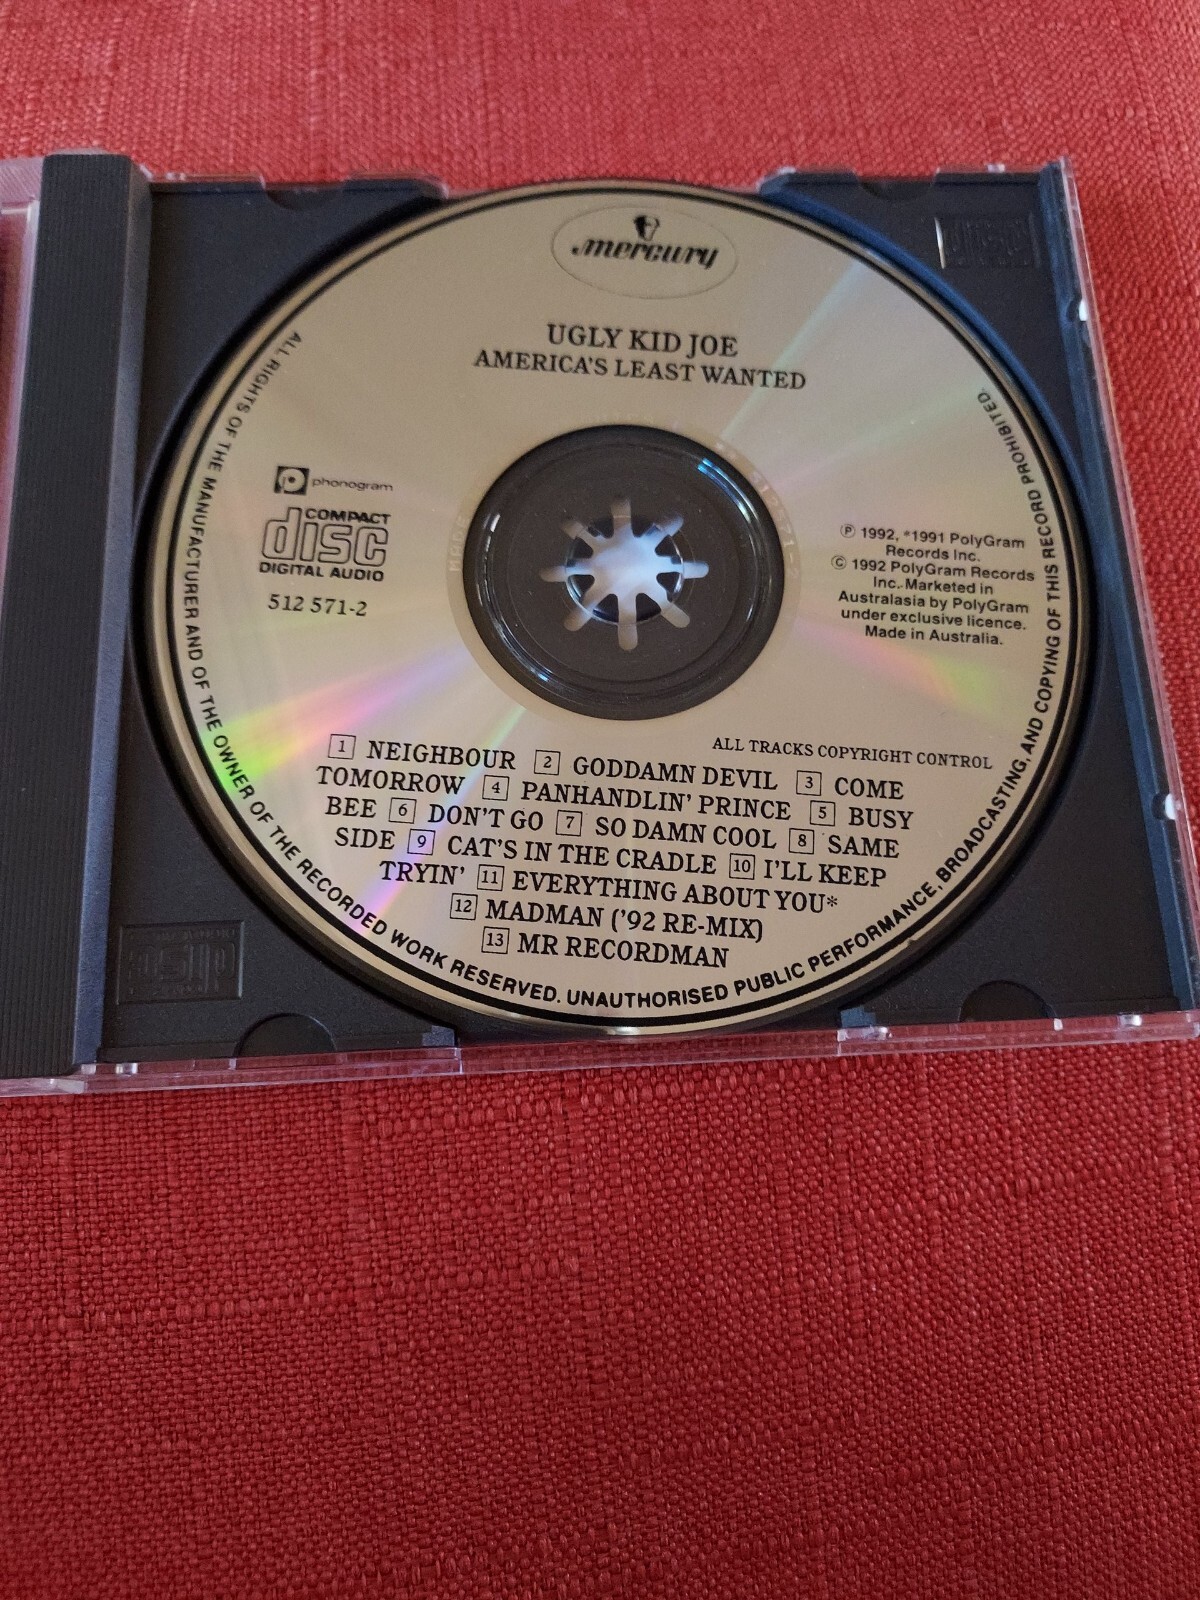 mercury
UGLY KID JOE
AMERICA'S LEAST WANTED
phonogram
COMPACT
disc
DIGITAL AUDIO
512 571-2
℗ 1992, *1991 PolyGram
Records Inc.
© 1992 PolyGram Records
Inc. Marketed in
Australasia by PolyGram
under exclusive licence.
Made in Australia.
ALL TRACKS COPYRIGHT CONTROL
1 NEIGHBOUR 2 GODDAMN DEVIL 3 COME
TOMORROW 4 PANHANDLIN' PRINCE 5 BUSY
BEE 6 DON'T GO 7 SO DAMN COOL 8 SAME
SIDE 9 CAT'S IN THE CRADLE 10 I'LL KEEP
TRYIN' 11 EVERYTHING ABOUT YOU*
12 MADMAN ('92 RE-MIX)
13 MR RECORDMAN
ALL RIGHTS OF THE MANUFACTURER AND OF THE OWNER OF THE RECORDED WORK RESERVED. UNAUTHORISED PUBLIC PERFORMANCE, BROADCASTING, AND COPYING OF THIS RECORD PROHIBITED.
disc
disc